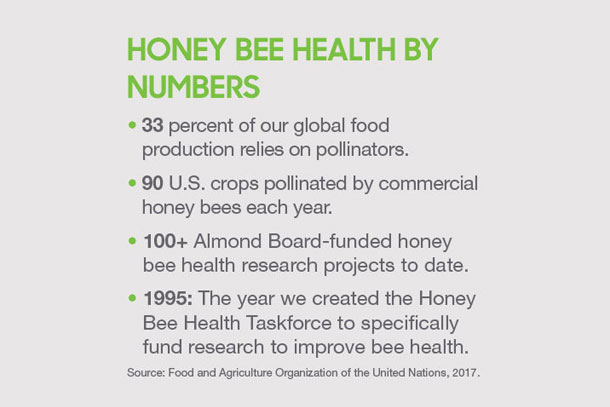 HONEY BEE HEALTH BY
NUMBERS
• 33 percent of our global food
production relies on pollinators.
• 90 U.S. crops pollinated by commercial
honey bees each year.
• 100+ Almond Board-funded honey
bee health research projects to date.
• 1995: The year we created the Honey
Bee Health Taskforce to specifically
fund research to improve bee health.
Source: Food and Agriculture Organization of the United Nations, 2017.